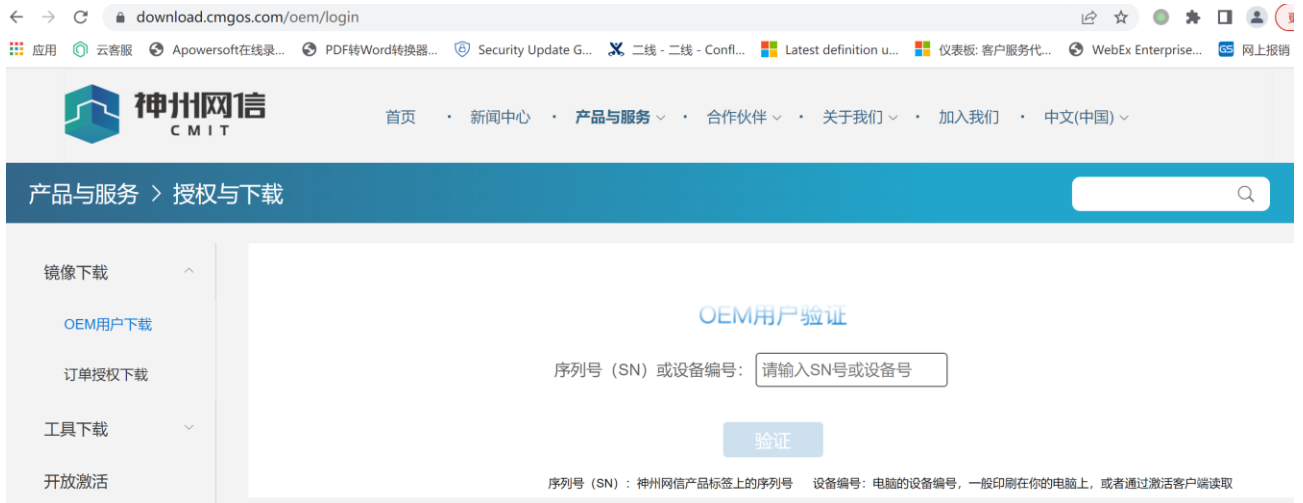 download.cmgos.com/oem/login
应用 云客服 Apowersoft在线录... PDF转Word转换器... Security Update G... 二线 - 二线 - Confl... Latest definition u... 仪表板: 客户服务代... WebEx Enterprise... GS 网上报销
神州网信
CMIT
首页 · 新闻中心 · 产品与服务 · 合作伙伴 · 关于我们 · 加入我们 · 中文(中国)
产品与服务 > 授权与下载
镜像下载
OEM用户下载
订单授权下载
工具下载
开放激活
OEM用户验证
序列号（SN）或设备编号： 请输入SN号或设备号
验证
序列号（SN）：神州网信产品标签上的序列号 设备编号：电脑的设备编号，一般印刷在你的电脑上，或者通过激活客户端读取